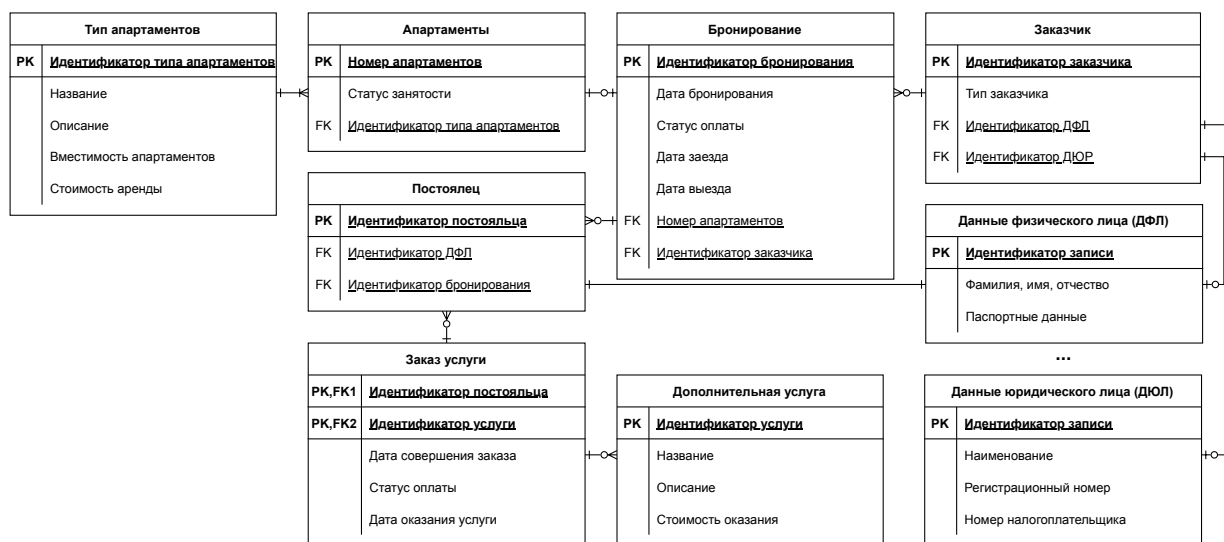 Тип апартаментов
PK Идентификатор типа апартаментов
Название
Описание
Вместимость апартаментов
Стоимость аренды
Апартаменты
PK Номер апартаментов
Статус занятости
FK Идентификатор типа апартаментов
Бронирование
PK Идентификатор бронирования
Дата бронирования
Статус оплаты
Дата заезда
Дата выезда
FK Номер апартаментов
FK Идентификатор заказчика
Заказчик
PK Идентификатор заказчика
Тип заказчика
FK Идентификатор ДФЛ
FK Идентификатор ДЮР
Постоялец
PK Идентификатор постояльца
FK Идентификатор ДФЛ
FK Идентификатор бронирования
Данные физического лица (ДФЛ)
PK Идентификатор записи
Фамилия, имя, отчество
Паспортные данные
...
Заказ услуги
PK,FK1 Идентификатор постояльца
PK,FK2 Идентификатор услуги
Дата совершения заказа
Статус оплаты
Дата оказания услуги
Дополнительная услуга
PK Идентификатор услуги
Название
Описание
Стоимость оказания
Данные юридического лица (ДЮЛ)
PK Идентификатор записи
Наименование
Регистрационный номер
Номер налогоплательщика